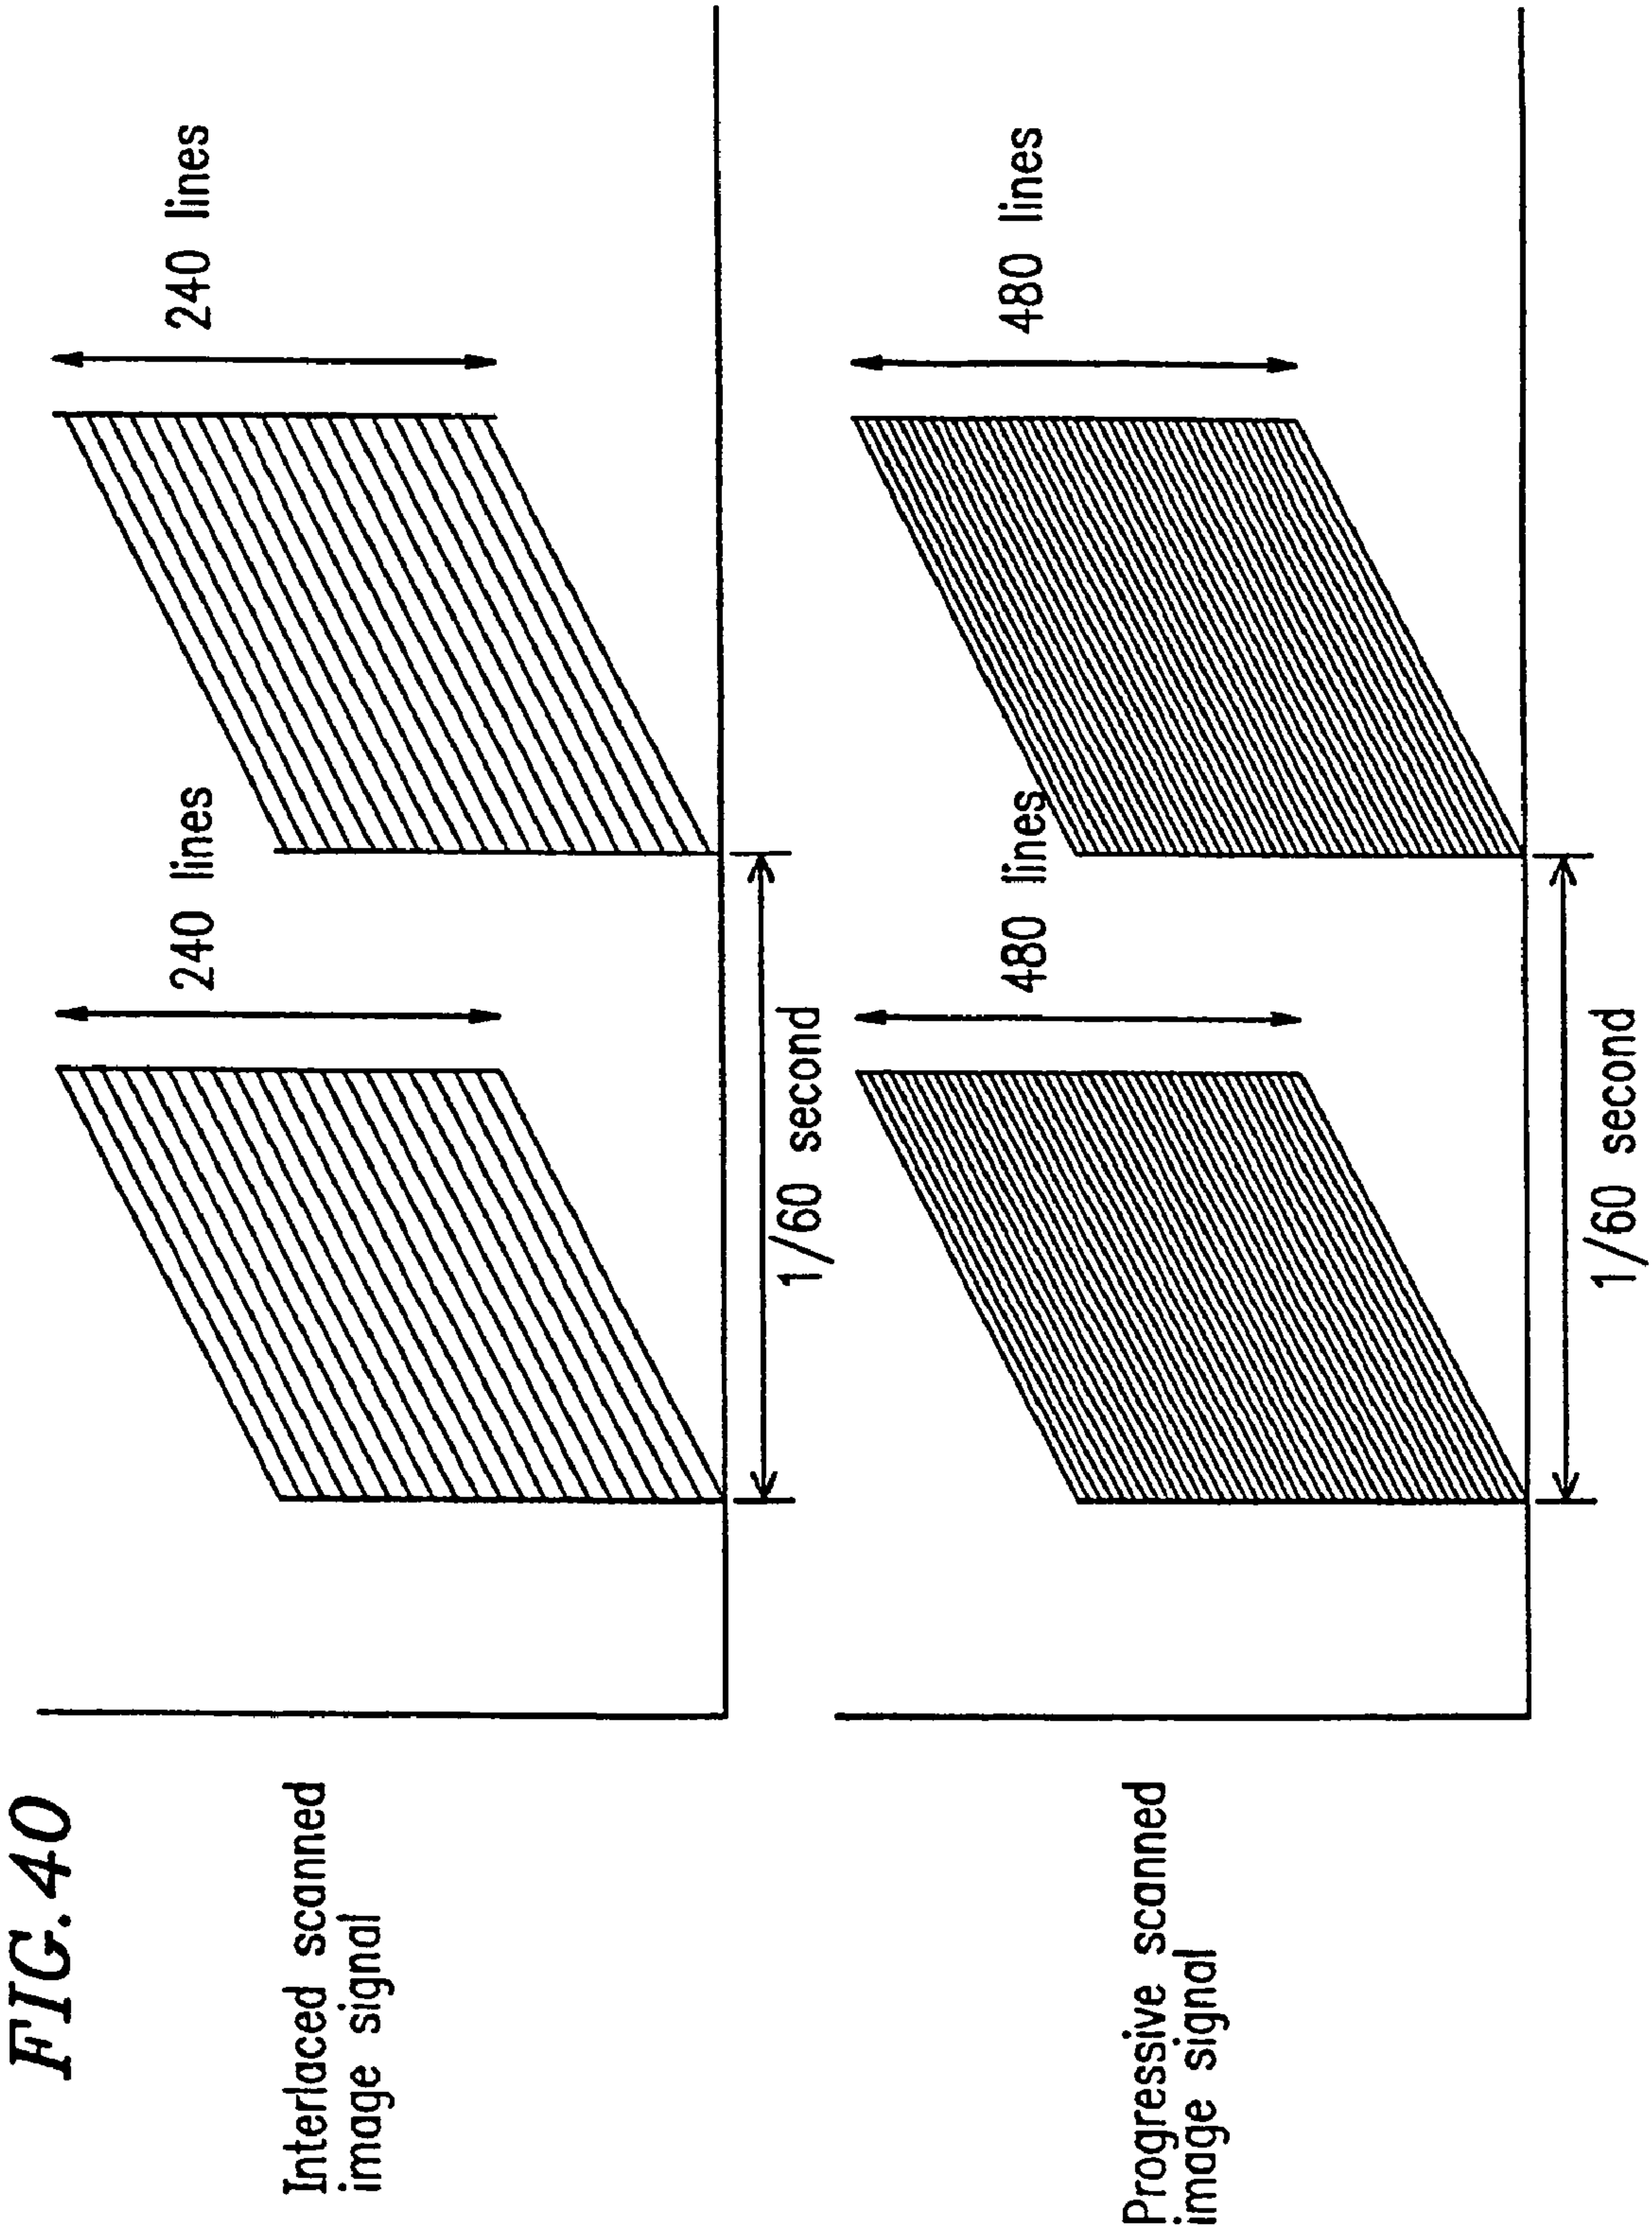 FIG. 40
Interlaced scanned
image signal
240 lines
240 lines
1/60 second
Progressive scanned
image signal
480 lines
480 lines
1/60 second